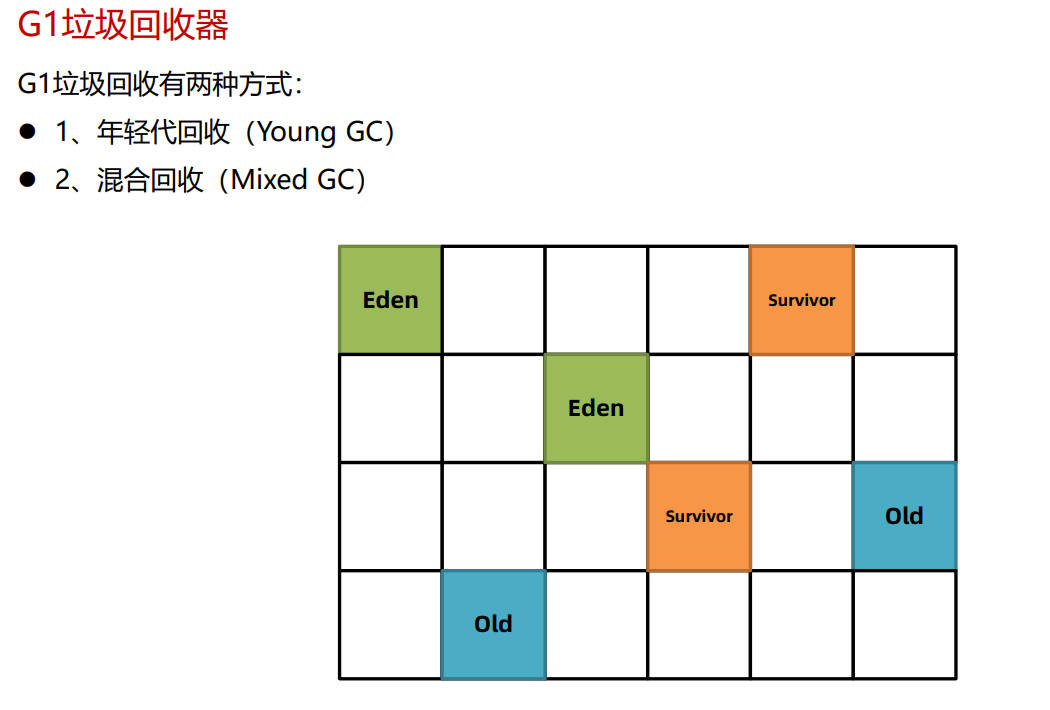 G1垃圾回收器
G1垃圾回收有两种方式：
● 1、年轻代回收（Young GC）
● 2、混合回收（Mixed GC）
Eden
Survivor
Eden
Survivor
Old
Old